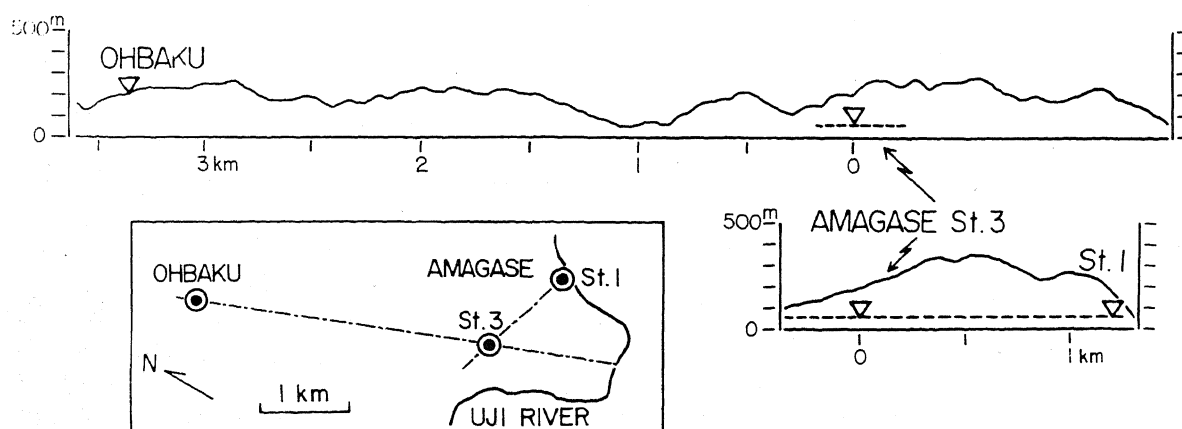 500m
OHBAKU
0
3 km 2 1 0
500m AMAGASE St.3
St.1
0
0 1 km
OHBAKU
AMAGASE
St.1
St.3
N
1 km
UJI RIVER